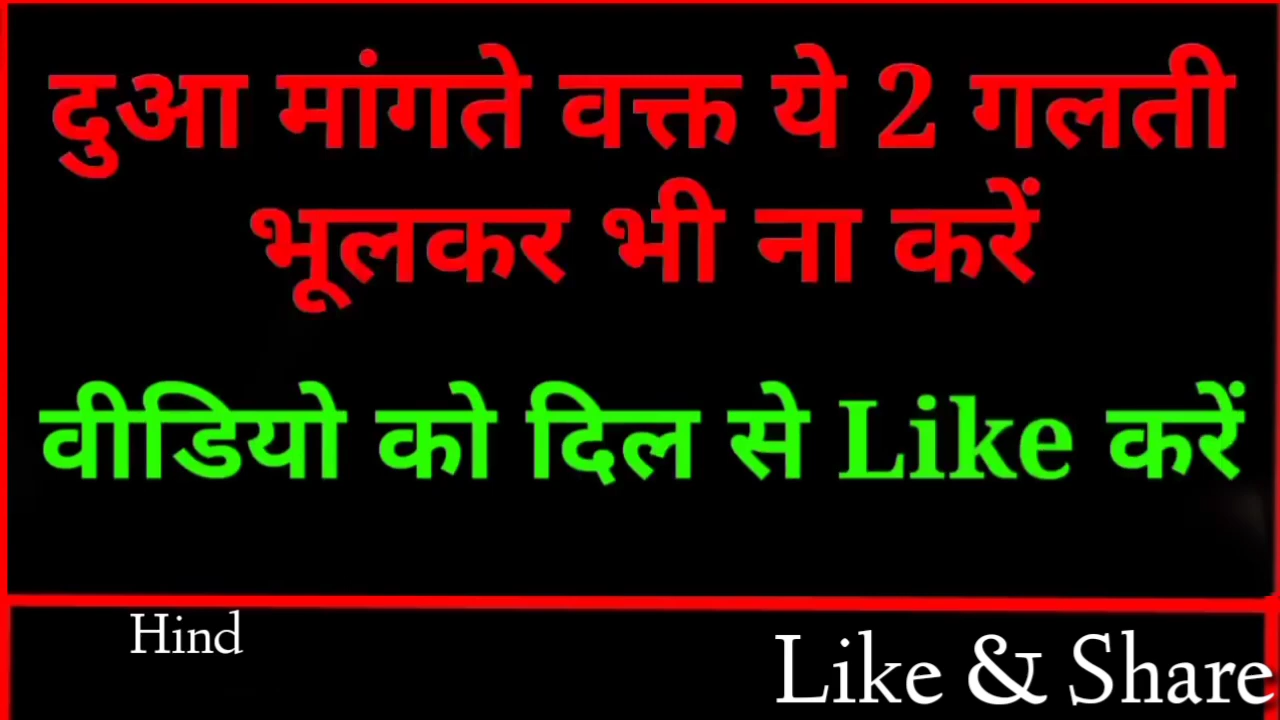 दुआ मांगते वक्त ये 2 गलती
भूलकर भी ना करें
वीडियो को दिल से Like करें
Hind
Like & Share